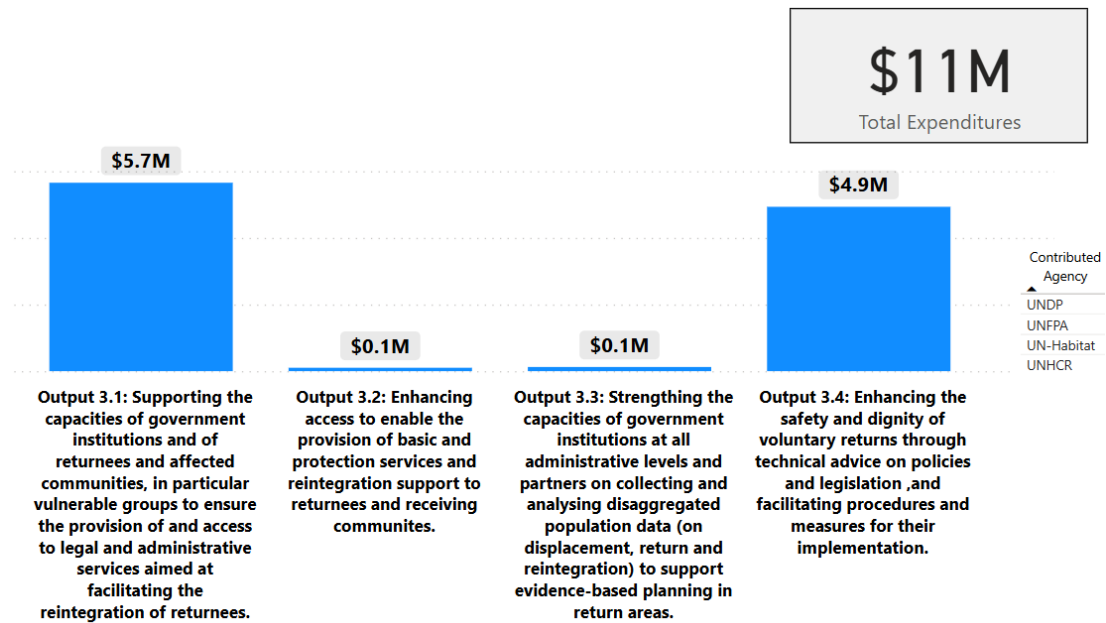 $11M
Total Expenditures
$5.7M
$4.9M
$0.1M
$0.1M
Contributed
Agency
UNDP
UNFPA
UN-Habitat
UNHCR
Output 3.1: Supporting the
capacities of government
institutions and of
returnees and affected
communities, in particular
vulnerable groups to ensure
the provision of and access
to legal and administrative
services aimed at
facilitating the
reintegration of returnees.
Output 3.2: Enhancing
access to enable the
provision of basic and
protection services and
reintegration support to
returnees and receiving
communites.
Output 3.3: Strengthing the
capacities of government
institutions at all
administrative levels and
partners on collecting and
analysing disaggregated
population data (on
displacement, return and
reintegration) to support
evidence-based planning in
return areas.
Output 3.4: Enhancing the
safety and dignity of
voluntary returns through
technical advice on policies
and legislation ,and
facilitating procedures and
measures for their
implementation.